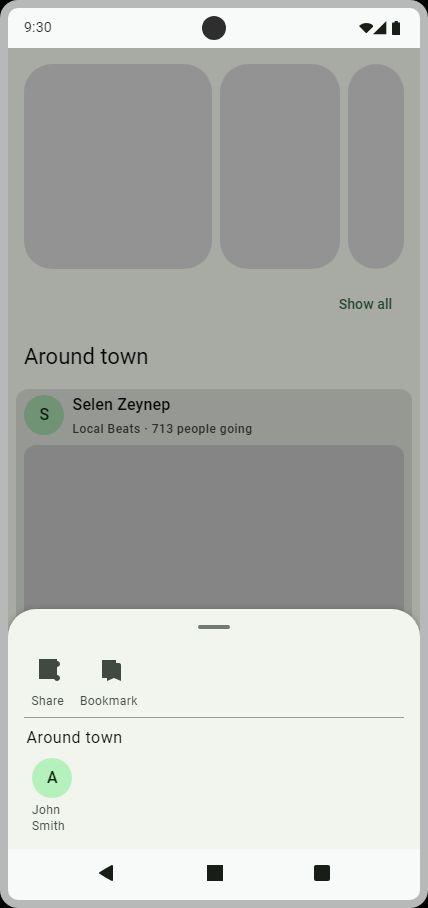 9:30
Show all
Around town
S
Selen Zeynep
Local Beats · 713 people going
Share
Bookmark
Around town
A
John
Smith